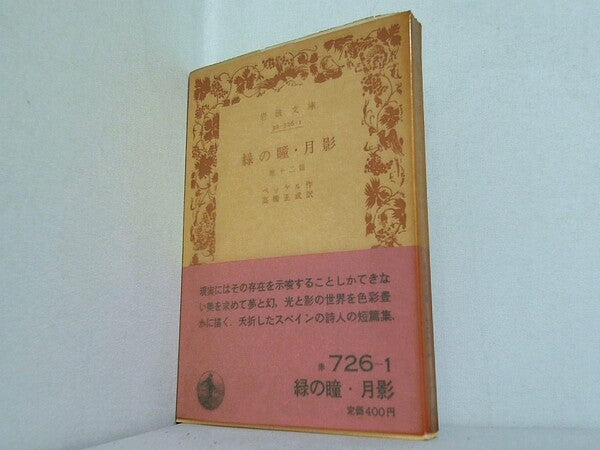 岩波文庫
32-726-1
緑の瞳・月影
他十二篇
ベッケル作
高橋正武訳
現実にはその存在を示唆することしかできな
い美を求めて夢と幻，光と影の世界を色彩豊
かに描く，夭折したスペインの詩人の短篇集．
赤 726-1
緑の瞳・月影
定価400円